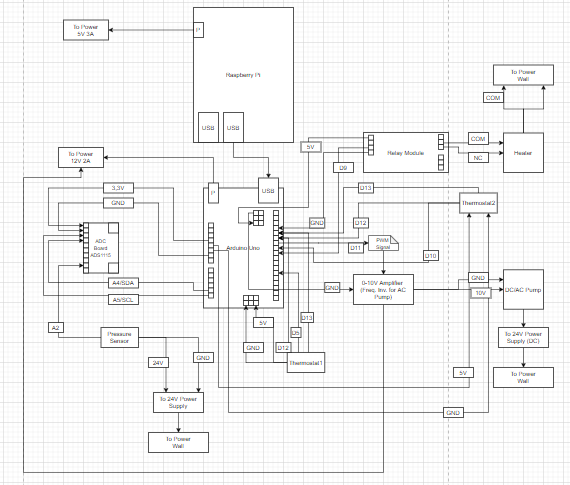 To Power
5V 3A
P
Raspberry Pi
USB
USB
To Power
12V 2A
5V
Relay Module
COM
NC
Heater
To Power
Wall
COM
P
USB
3,3V
GND
D9
D13
Thermostat2
GND
D12
ADC
Board
ADS1115
Arduino Uno
D11
PWM
Signal
D10
A4/SDA
A5/SCL
GND
0-10V Amplifier
(Freq. Inv. for AC
Pump)
GND
10V
DC/AC Pump
A2
Pressure
Sensor
5V
D5
D13
GND
D12
Thermostat1
24V
GND
5V
To 24V Power
Supply (DC)
To Power
Wall
To 24V Power
Supply
GND
To Power
Wall